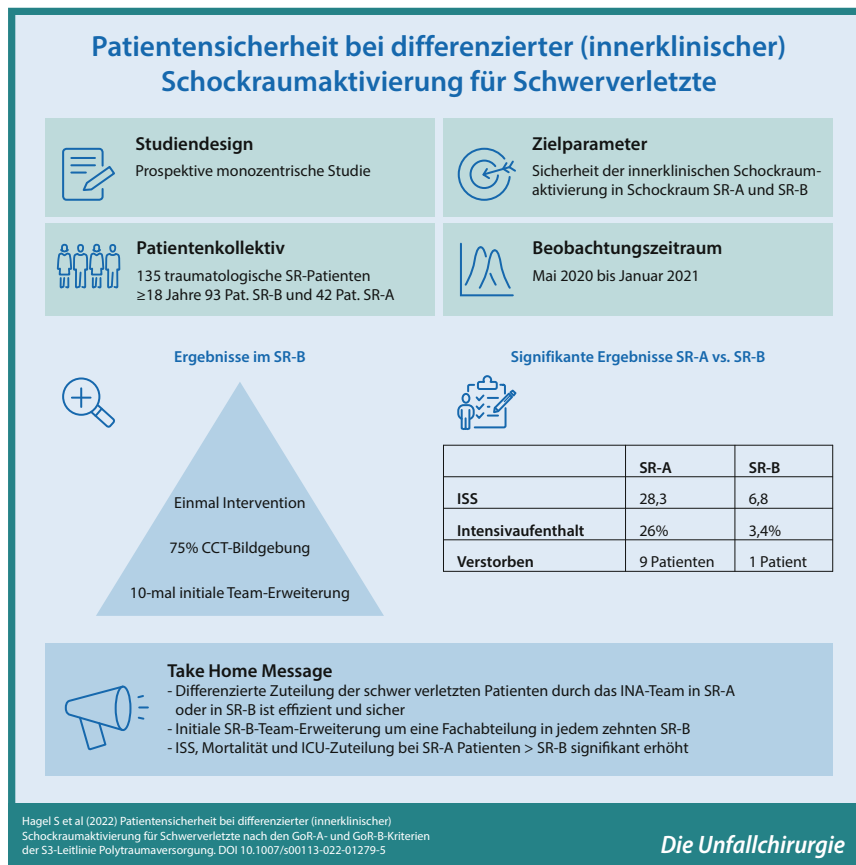 Patientensicherheit bei differenzierter (innerklinischer)
Schockraumaktivierung für Schwerverletzte
Studiendesign
Prospektive monozentrische Studie
Zielparameter
Sicherheit der innerklinischen Schockraum-
aktivierung in Schockraum SR-A und SR-B
Patientenkollektiv
135 traumatologische SR-Patienten
≥18 Jahre 93 Pat. SR-B und 42 Pat. SR-A
Beobachtungszeitraum
Mai 2020 bis Januar 2021
Ergebnisse im SR-B
Einmal Intervention
75% CCT-Bildgebung
10-mal initiale Team-Erweiterung
Signifikante Ergebnisse SR-A vs. SR-B
SR-A SR-B
ISS 28,3 6,8
Intensivaufenthalt 26% 3,4%
Verstorben 9 Patienten 1 Patient
Take Home Message
- Differenzierte Zuteilung der schwer verletzten Patienten durch das INA-Team in SR-A
oder in SR-B ist effizient und sicher
- Initiale SR-B-Team-Erweiterung um eine Fachabteilung in jedem zehnten SR-B
- ISS, Mortalität und ICU-Zuteilung bei SR-A Patienten > SR-B signifikant erhöht
Hagel S et al (2022) Patientensicherheit bei differenzierter (innerklinischer)
Schockraumaktivierung für Schwerverletzte nach den GoR-A- und GoR-B-Kriterien
der S3-Leitlinie Polytraumaversorgung. DOI 10.1007/s00113-022-01279-5
Die Unfallchirurgie